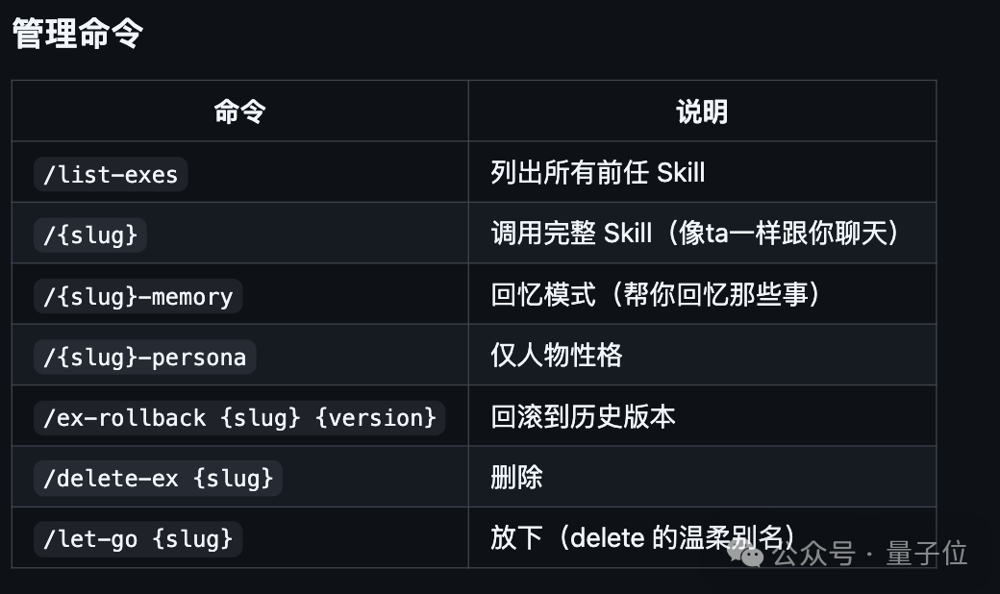 管理命令
命令 说明
/list-exes 列出所有前任 Skill
/{slug} 调用完整 Skill（像ta一样跟你聊天）
/{slug}-memory 回忆模式（帮你回忆那些事）
/{slug}-persona 仅人物性格
/ex-rollback {slug} {version} 回滚到历史版本
/delete-ex {slug} 删除
/let-go {slug} 放下（delete 的温柔别名）
公众号 · 量子位